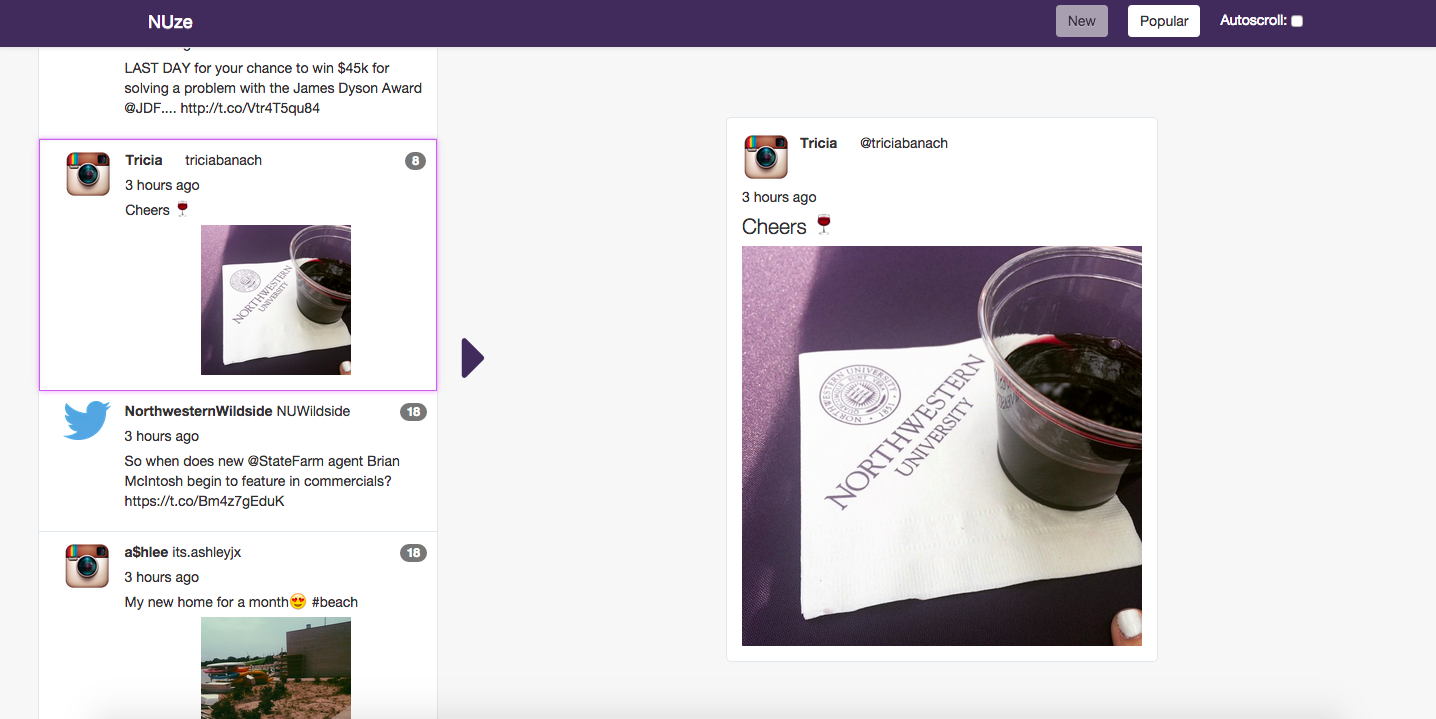 NUze
New
Popular
Autoscroll:
LAST DAY for your chance to win $45k for
solving a problem with the James Dyson Award
@JDF.... http://t.co/Vtr4T5qu84
Tricia triciabanach
8
3 hours ago
Cheers 🍷
NORTHWESTERN
UNIVERSITY
NorthwesternWildside NUWildside
18
3 hours ago
So when does new @StateFarm agent Brian
McIntosh begin to feature in commercials?
https://t.co/Bm4z7gEduK
a$hlee its.ashleyjx
18
3 hours ago
My new home for a month😍 #beach
Tricia @triciabanach
3 hours ago
Cheers 🍷
NORTHWESTERN UNIVERSITY
1851
NORTHWESTERN
UNIVERSITY